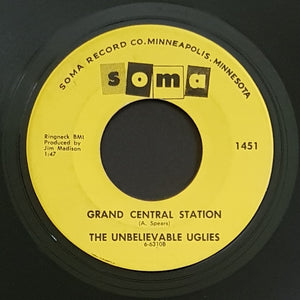 SOMA RECORD CO. MINNEAPOLIS, MINNESOTA
soma
Ringneck BMI
Produced by
Jim Madison
1:47
1451
GRAND CENTRAL STATION
(A. Spears)
THE UNBELIEVABLE UGLIES
6-6310B